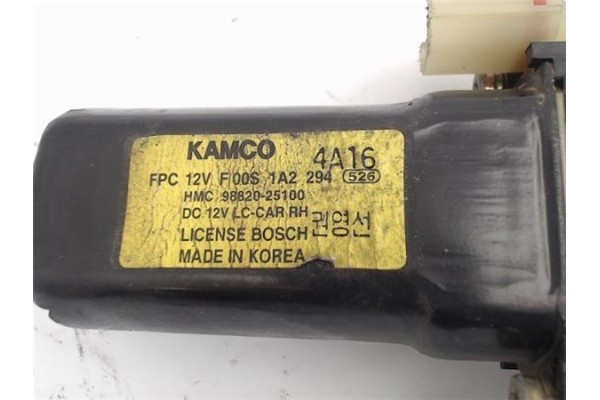 KAMCO 4A16
FPC 12V F 00S 1A2 294 526
HMC 98820-25100
DC 12V LC-CAR RH
LICENSE BOSCH 권영선
MADE IN KOREA